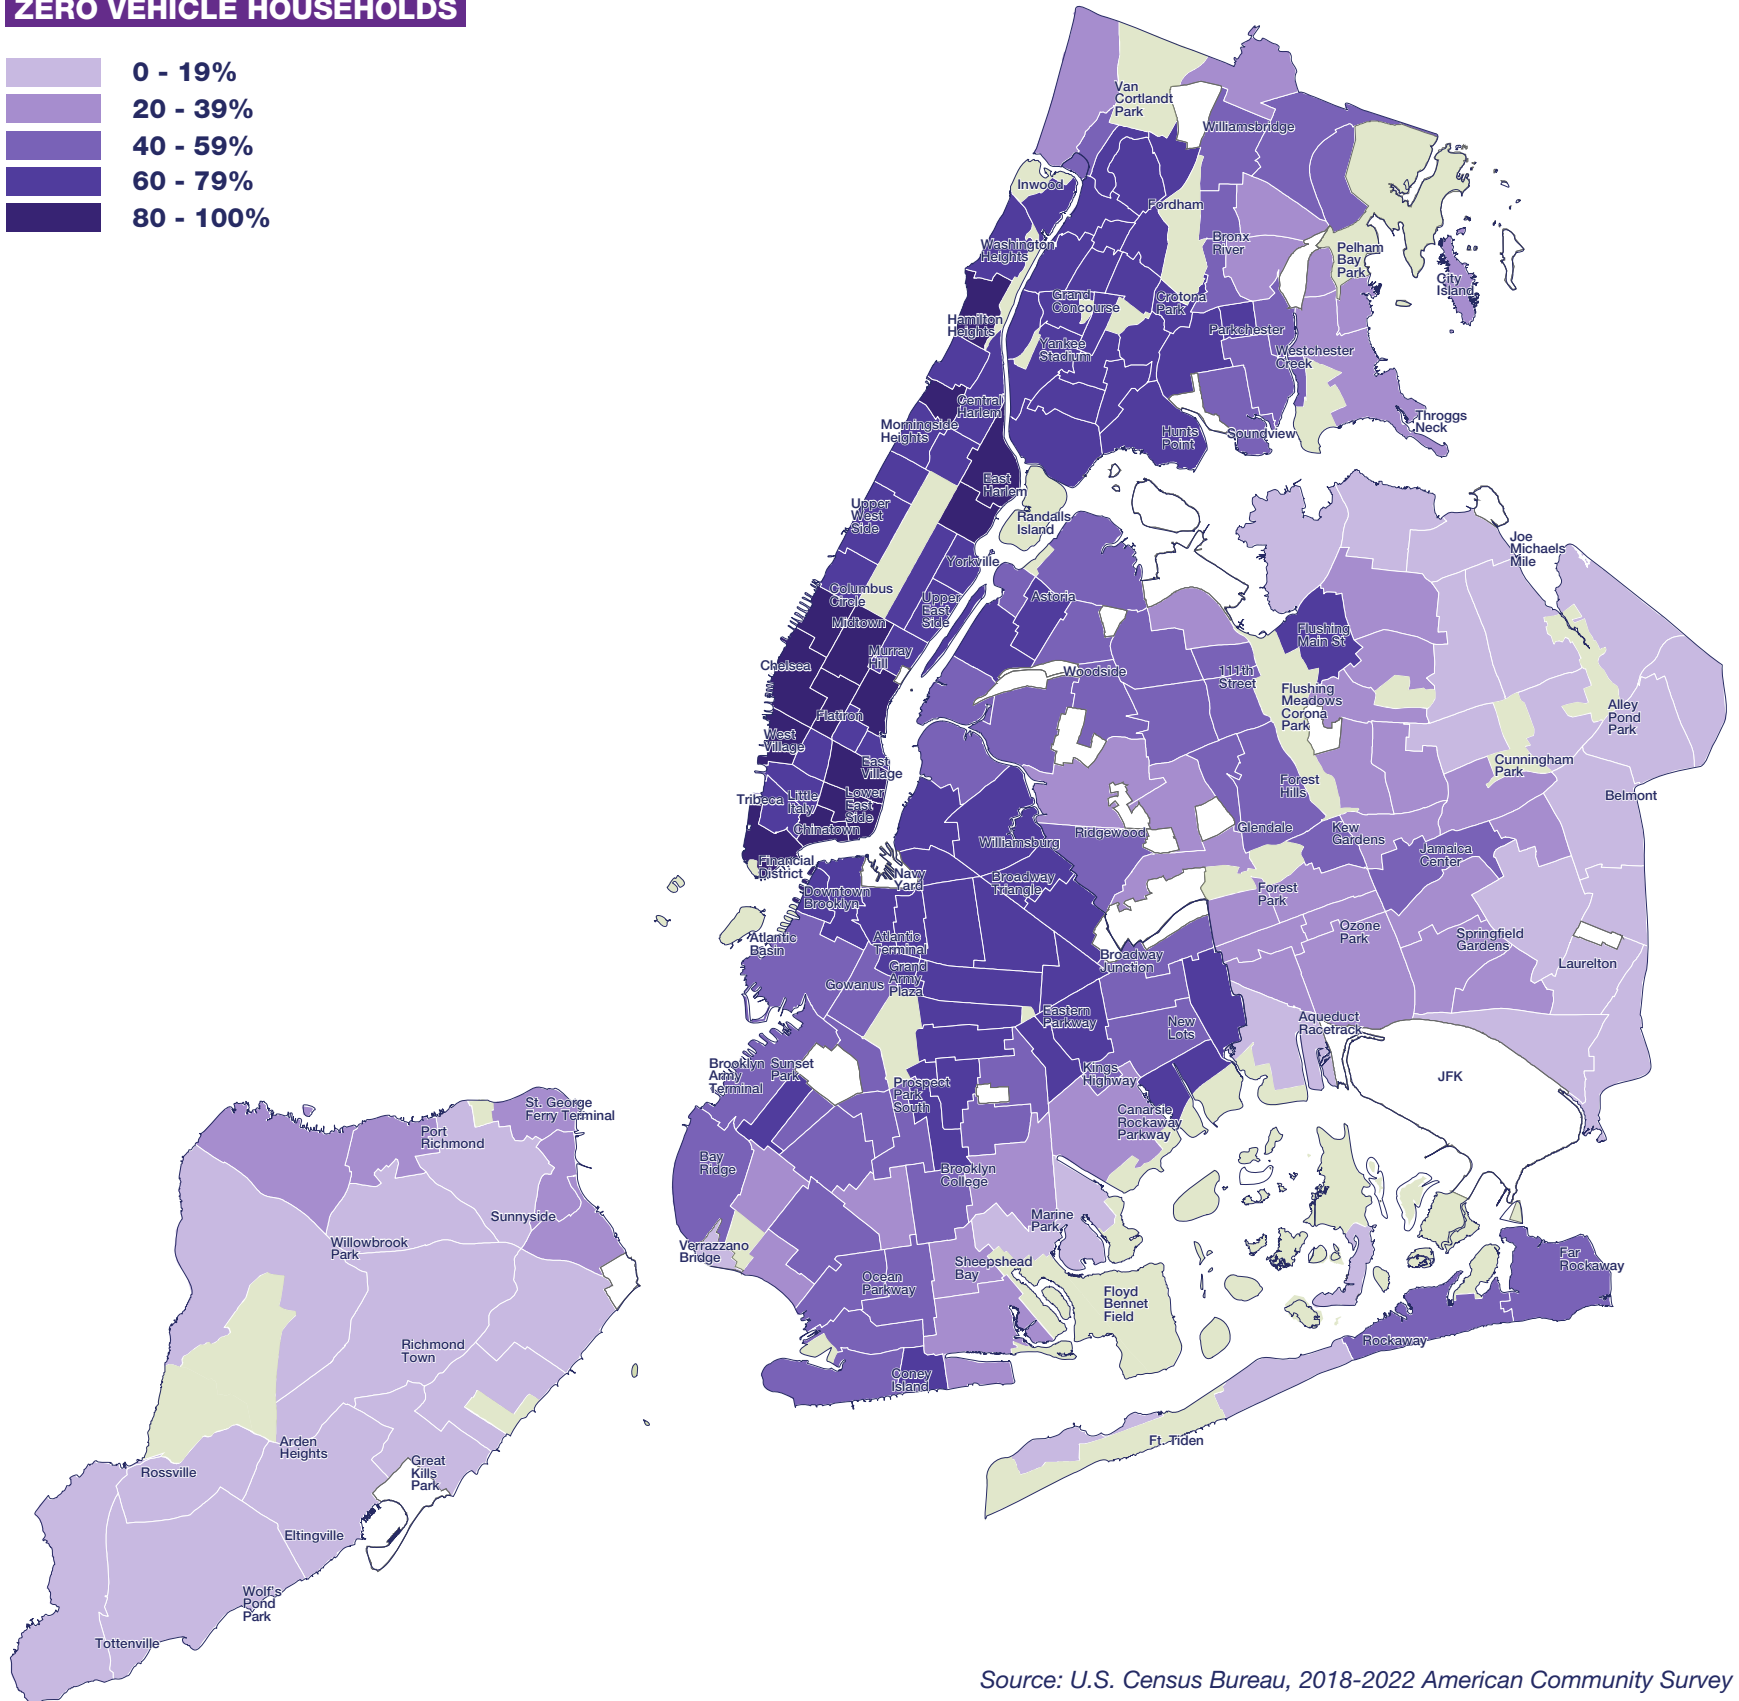 ZERO VEHICLE HOUSEHOLDS
0 - 19%
20 - 39%
40 - 59%
60 - 79%
80 - 100%
Van
Cortlandt
Park
Williamsbridge
Inwood
Fordham
Washington
Heights
Bronx
River
Pelham
Bay
Park
City
Island
Grand
Concourse
Crotona
Park
Hamilton
Heights
Parkchester
Yankee
Stadium
Westchester
Creek
Central
Harlem
Morningside
Heights
Throggs
Neck
Hunts
Point
Soundview
East
Harlem
Upper
West
Side
Randalls
Island
Joe
Michaels
Mile
Yorkville
Columbus
Circle
Upper
East
Side
Astoria
Midtown
Flushing
Main St
Murray
Hill
Chelsea
Woodside
111th
Street
Flushing
Meadows
Corona
Park
Alley
Pond
Park
Flatiron
West
Village
East
Village
Cunningham
Park
Forest
Hills
Belmont
Tribeca
Little
Italy
Lower
East
Side
Chinatown
Williamsburg
Ridgewood
Glendale
Kew
Gardens
Jamaica
Center
Financial
District
Navy
Yard
Broadway
Triangle
Downtown
Brooklyn
Forest
Park
Atlantic
Basin
Atlantic
Terminal
Ozone
Park
Springfield
Gardens
Broadway
Junction
Laurelton
Gowanus
Grand
Army
Plaza
Eastern
Parkway
New
Lots
Aqueduct
Racetrack
Brooklyn
Army
Terminal
Sunset
Park
Kings
Highway
JFK
Prospect
Park
South
Canarsie
Rockaway
Parkway
St. George
Ferry Terminal
Port
Richmond
Bay
Ridge
Brooklyn
College
Sunnyside
Marine
Park
Willowbrook
Park
Verrazzano
Bridge
Sheepshead
Bay
Far
Rockaway
Ocean
Parkway
Floyd
Bennet
Field
Richmond
Town
Rockaway
Coney
Island
Arden
Heights
Ft. Tiden
Rossville
Great
Kills
Park
Eltingville
Wolf's
Pond
Park
Tottenville
Source: U.S. Census Bureau, 2018-2022 American Community Survey